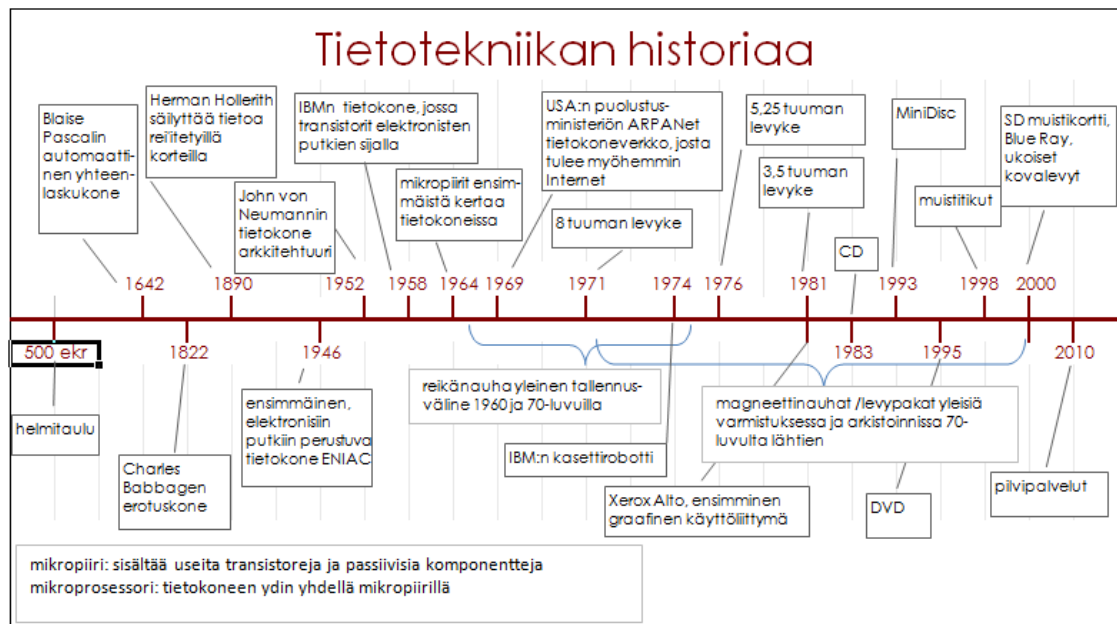 Tietotekniikan historiaa
Blaise
Pascalin
automaatti-
nen yhteen-
laskukone
Herman Hollerith
säilyttää tietoa
rei'itetyillä
korteilla
John von
Neumannin
tietokone
arkkitehtuuri
IBMn tietokone, jossa
transistorit elektronisten
putkien sijalla
mikropiirit ensim-
mäistä kertaa
tietokoneissa
USA:n puolustus-
ministeriön ARPANet
tietokoneverkko, josta
tulee myöhemmin
Internet
8 tuuman levyke
5,25 tuuman
levyke
3,5 tuuman
levyke
CD
MiniDisc
muistitikut
SD muistikortti,
Blue Ray,
ukoiset
kovalevyt
1642 1890 1952 1958 1964 1969 1971 1974 1976 1981 1993 1998 2000
500 ekr 1822 1946 1983 1995 2010
helmitaulu
Charles
Babbagen
erotuskone
ensimmäinen,
elektronisiin
putkiin perustuva
tietokone ENIAC
reikänauha yleinen tallennus-
väline 1960 ja 70-luvuilla
IBM:n kasettirobotti
magneettinauhat /levypakat yleisiä
varmistuksessa ja arkistoinnissa 70-
luvulta lähtien
Xerox Alto, ensimminen
graafinen käyttöliittymä
DVD
pilvipalvelut
mikropiiri: sisältää useita transistoreja ja passiivisia komponentteja
mikroprosessori: tietokoneen ydin yhdellä mikropiirillä